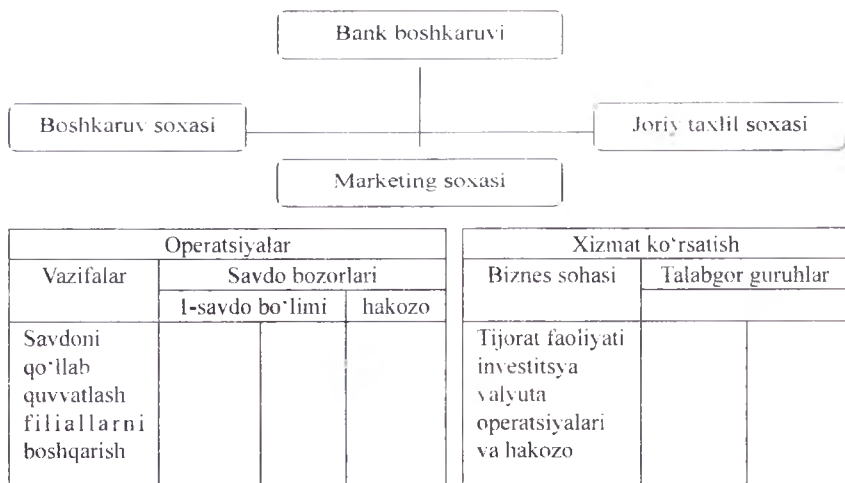 Bank boshkaruvi
Boshkaruv soxasi
Joriy taxlil soxasi
Marketing soxasi
Operatsiyalar
Vazifalar
Savdo bozorlari
1-savdo bo‘limi
hakozo
Savdoni
qo‘llab
quvvatlash
filiallarni
boshqarish
Xizmat ko‘rsatish
Biznes sohasi
Talabgor guruhlar
Tijorat faoliyati
investitsya
valyuta
operatsiyalari
va hakozo